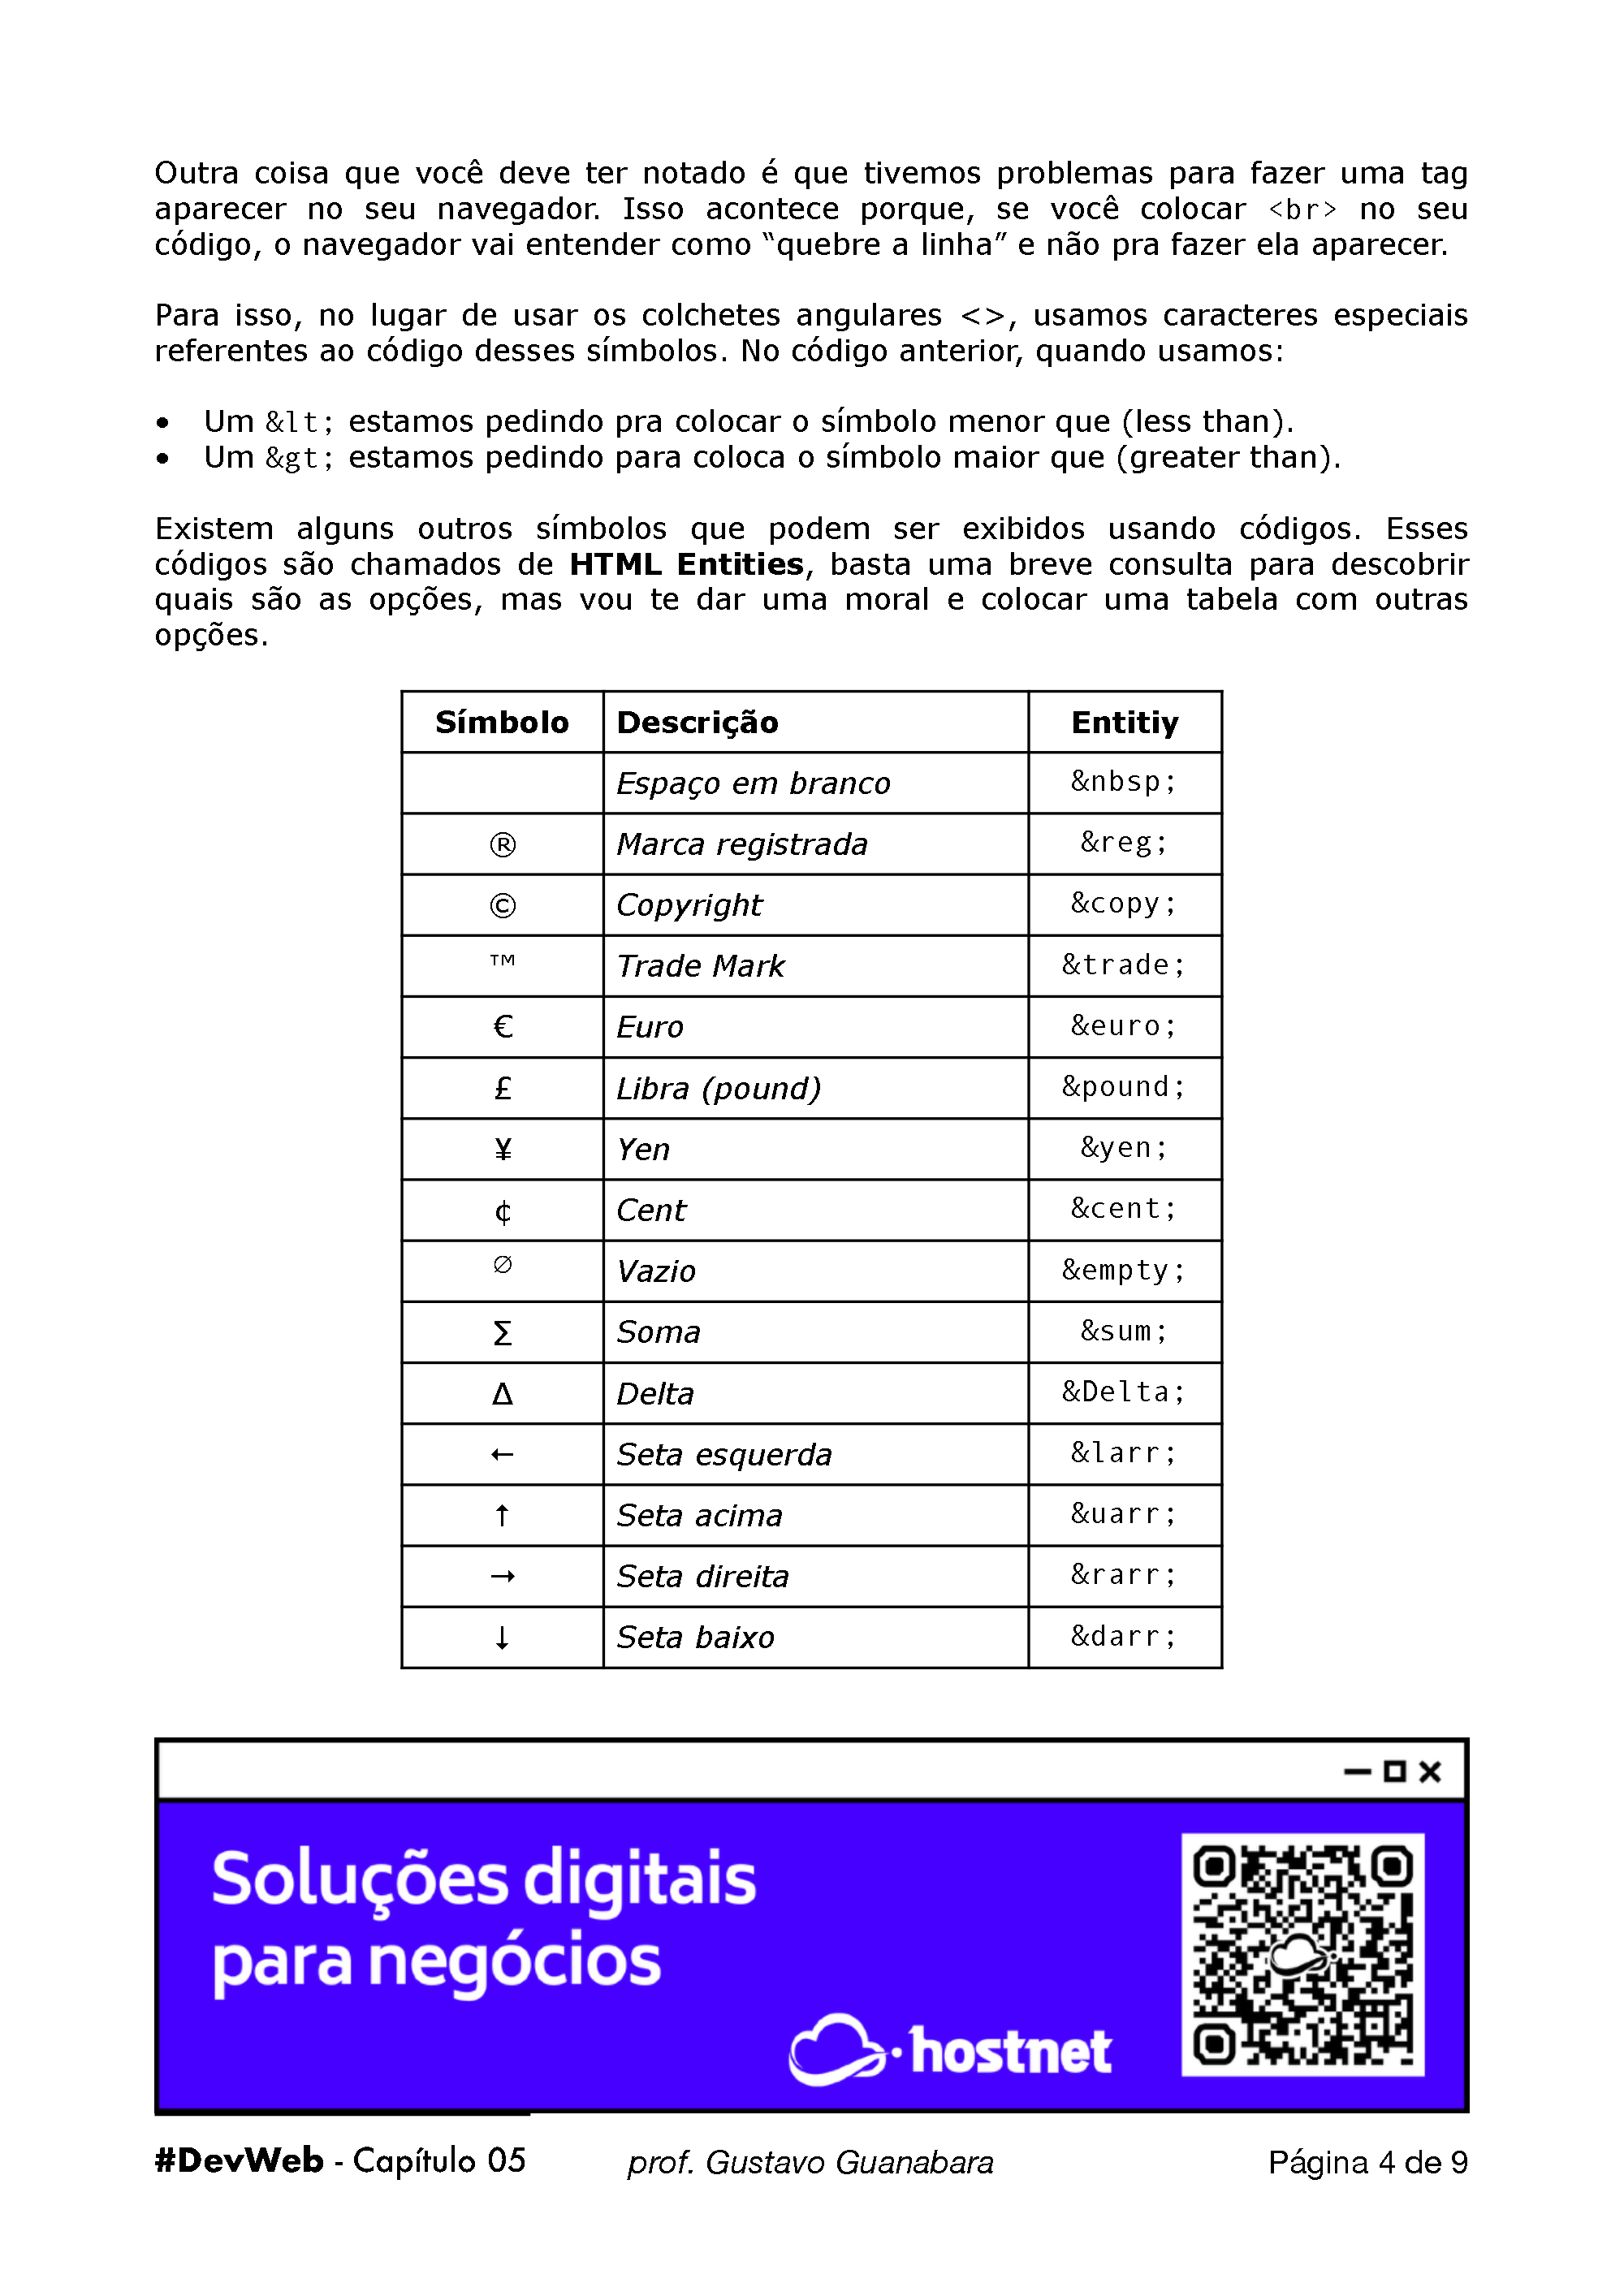 Outra coisa que você deve ter notado é que tivemos problemas para fazer uma tag
aparecer no seu navegador. Isso acontece porque, se você colocar <br> no seu
código, o navegador vai entender como “quebre a linha” e não pra fazer ela aparecer.
Para isso, no lugar de usar os colchetes angulares <>, usamos caracteres especiais
referentes ao código desses símbolos. No código anterior, quando usamos:
• Um &lt; estamos pedindo pra colocar o símbolo menor que (less than).
• Um &gt; estamos pedindo para coloca o símbolo maior que (greater than).
Existem alguns outros símbolos que podem ser exibidos usando códigos. Esses
códigos são chamados de HTML Entities, basta uma breve consulta para descobrir
quais são as opções, mas vou te dar uma moral e colocar uma tabela com outras
opções.
Símbolo Descrição Entitiy
Espaço em branco &nbsp;
® Marca registrada &reg;
© Copyright &copy;
™ Trade Mark &trade;
€ Euro &euro;
£ Libra (pound) &pound;
¥ Yen &yen;
¢ Cent &cent;
∅ Vazio &empty;
∑ Soma &sum;
Δ Delta &Delta;
← Seta esquerda &larr;
↑ Seta acima &uarr;
→ Seta direita &rarr;
↓ Seta baixo &darr;
Soluções digitais
para negócios
hostnet
#DevWeb - Capítulo 05 prof. Gustavo Guanabara Página 4 de 9